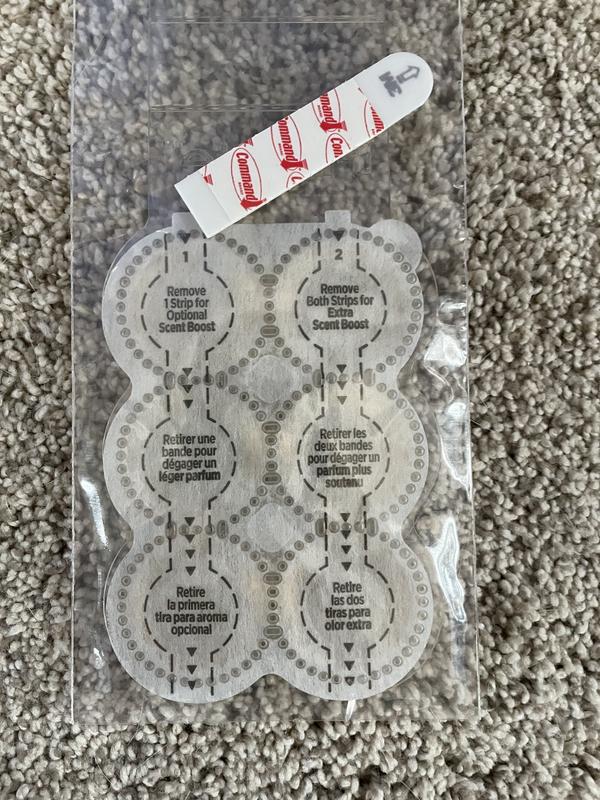 Command
Command
Command
1
Remove
1 Strip for
Optional
Scent Boost
2
Remove
Both Strips for
Extra
Scent Boost
Retirer une
bande pour
dégager un
léger parfum
Retirer les
deux bandes
pour dégager un
parfum plus
soutenu
Retire
la primera
tira para aroma
opcional
Retire
las dos
tiras para
olor extra